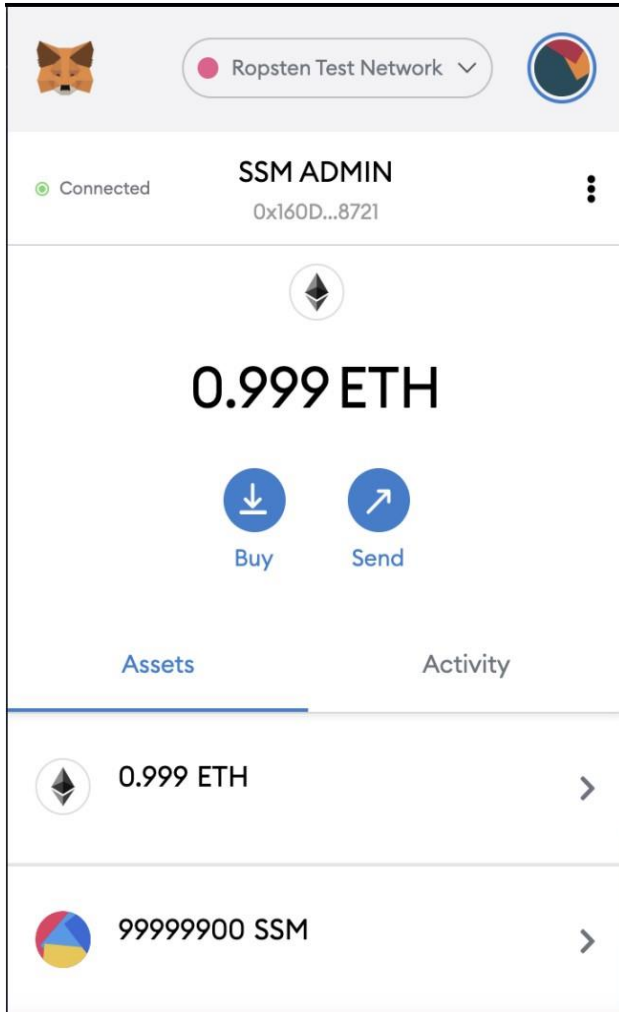 Ropsten Test Network
Connected
SSM ADMIN
0x160D...8721
0.999 ETH
Buy Send
Assets Activity
0.999 ETH
99999900 SSM